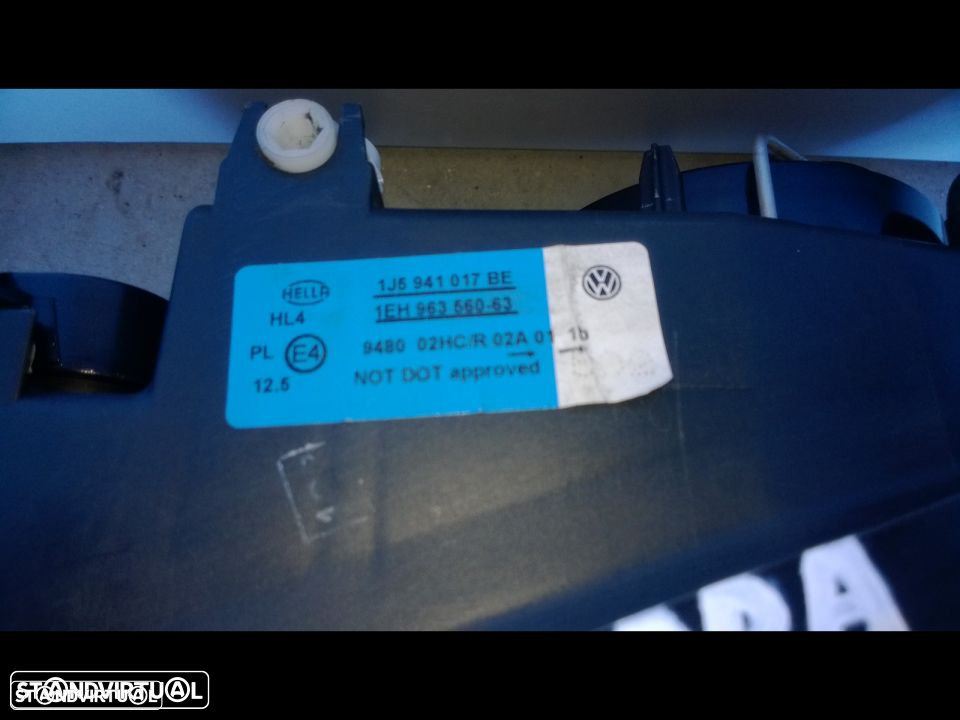 HELLA
1J5 941 017 BE
HL4
1EH 963 560-63
PL E4
9480 02HC/R 02A 01 1b
12.5
NOT DOT approved
STANDVIRTUAL
STANDVIRTUAL